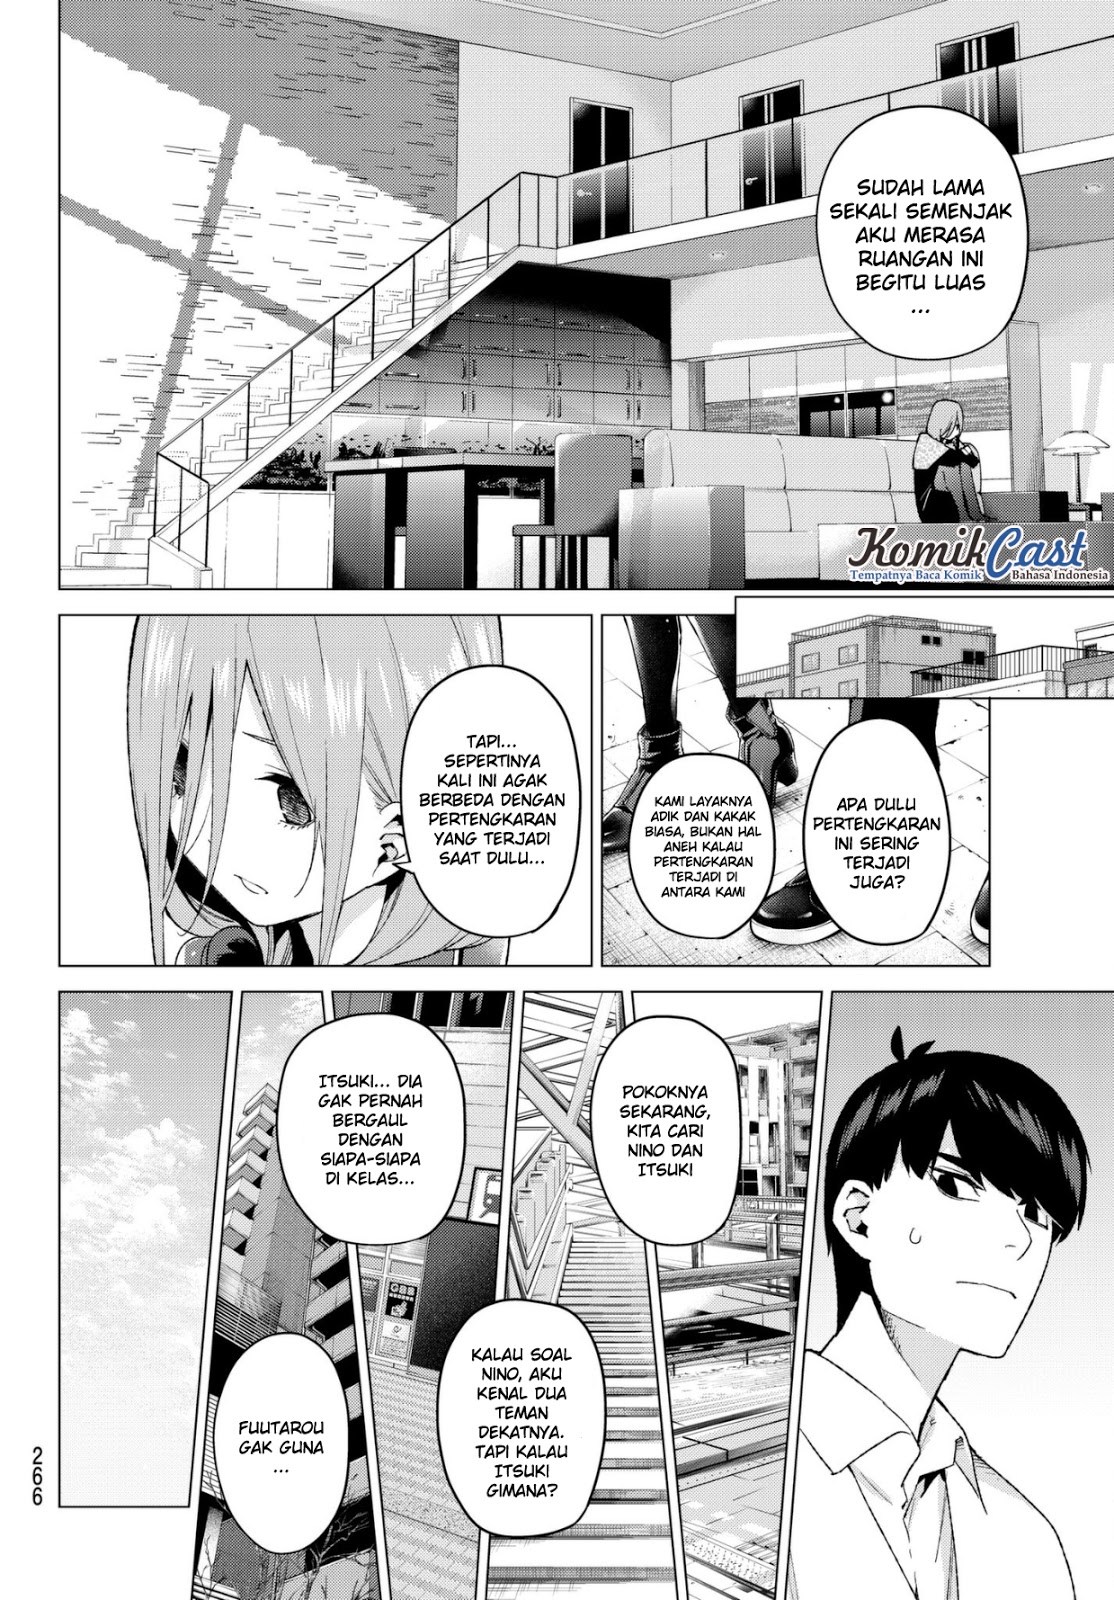 SUDAH LAMA
SEKALI SEMENJAK
AKU MERASA
RUANGAN INI
BEGITU LUAS
...
KomikCast
Tempatnya Baca Komik Bahasa Indonesia
APA DULU
PERTENGKARAN
INI SERING
TERJADI
JUGA?
KAMI LAYAKNYA
ADIK DAN KAKAK
BIASA, BUKAN HAL
ANEH KALAU
PERTENGKARAN
TERJADI DI
ANTARA KAMI
TAPI...
SEPERTINYA
KALI INI AGAK
BERBEDA DENGAN
PERTENGKARAN
YANG TERJADI
SAAT DULU...
POKOKNYA
SEKARANG,
KITA CARI
NINO DAN
ITSUKI
KALAU SOAL
NINO, AKU
KENAL DUA
TEMAN
DEKATNYA.
TAPI KALAU
ITSUKI
GIMANA?
ITSUKI... DIA
GAK PERNAH
BERGAUL
DENGAN
SIAPA-SIAPA
DI KELAS...
FUUTAROU
GAK GUNA
...
266